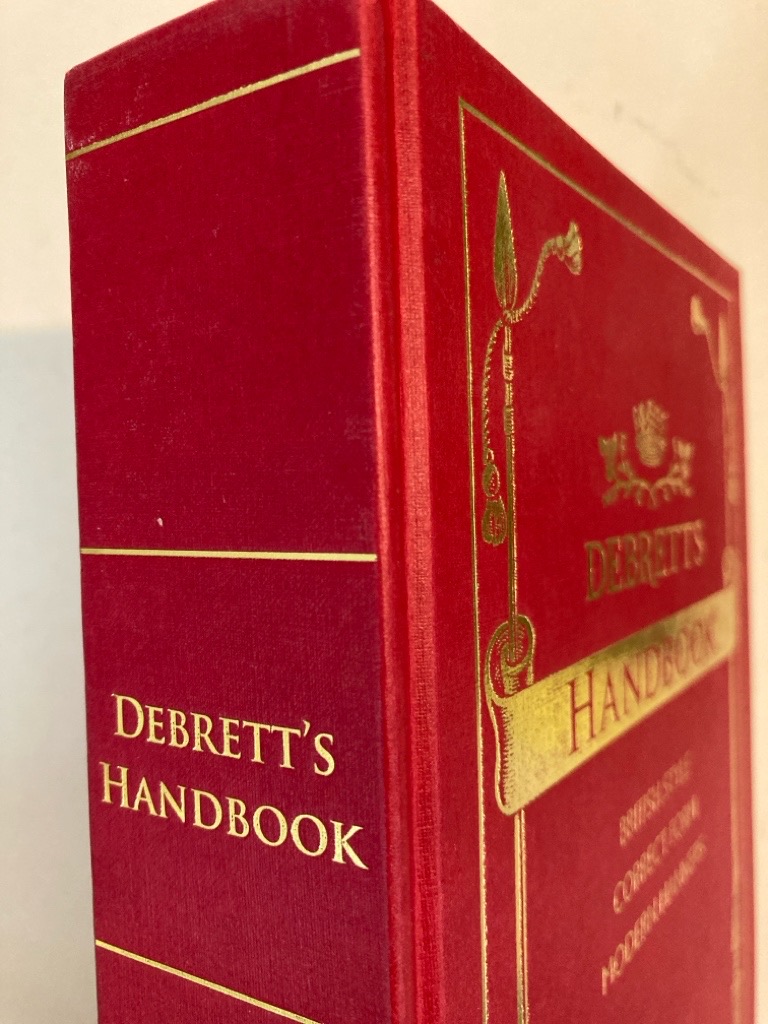 DEBRETT'S
HANDBOOK
DEBRETT'S
HANDBOOK
BRITISH STYLE
CORRECT FORM
MODERN MANNERS